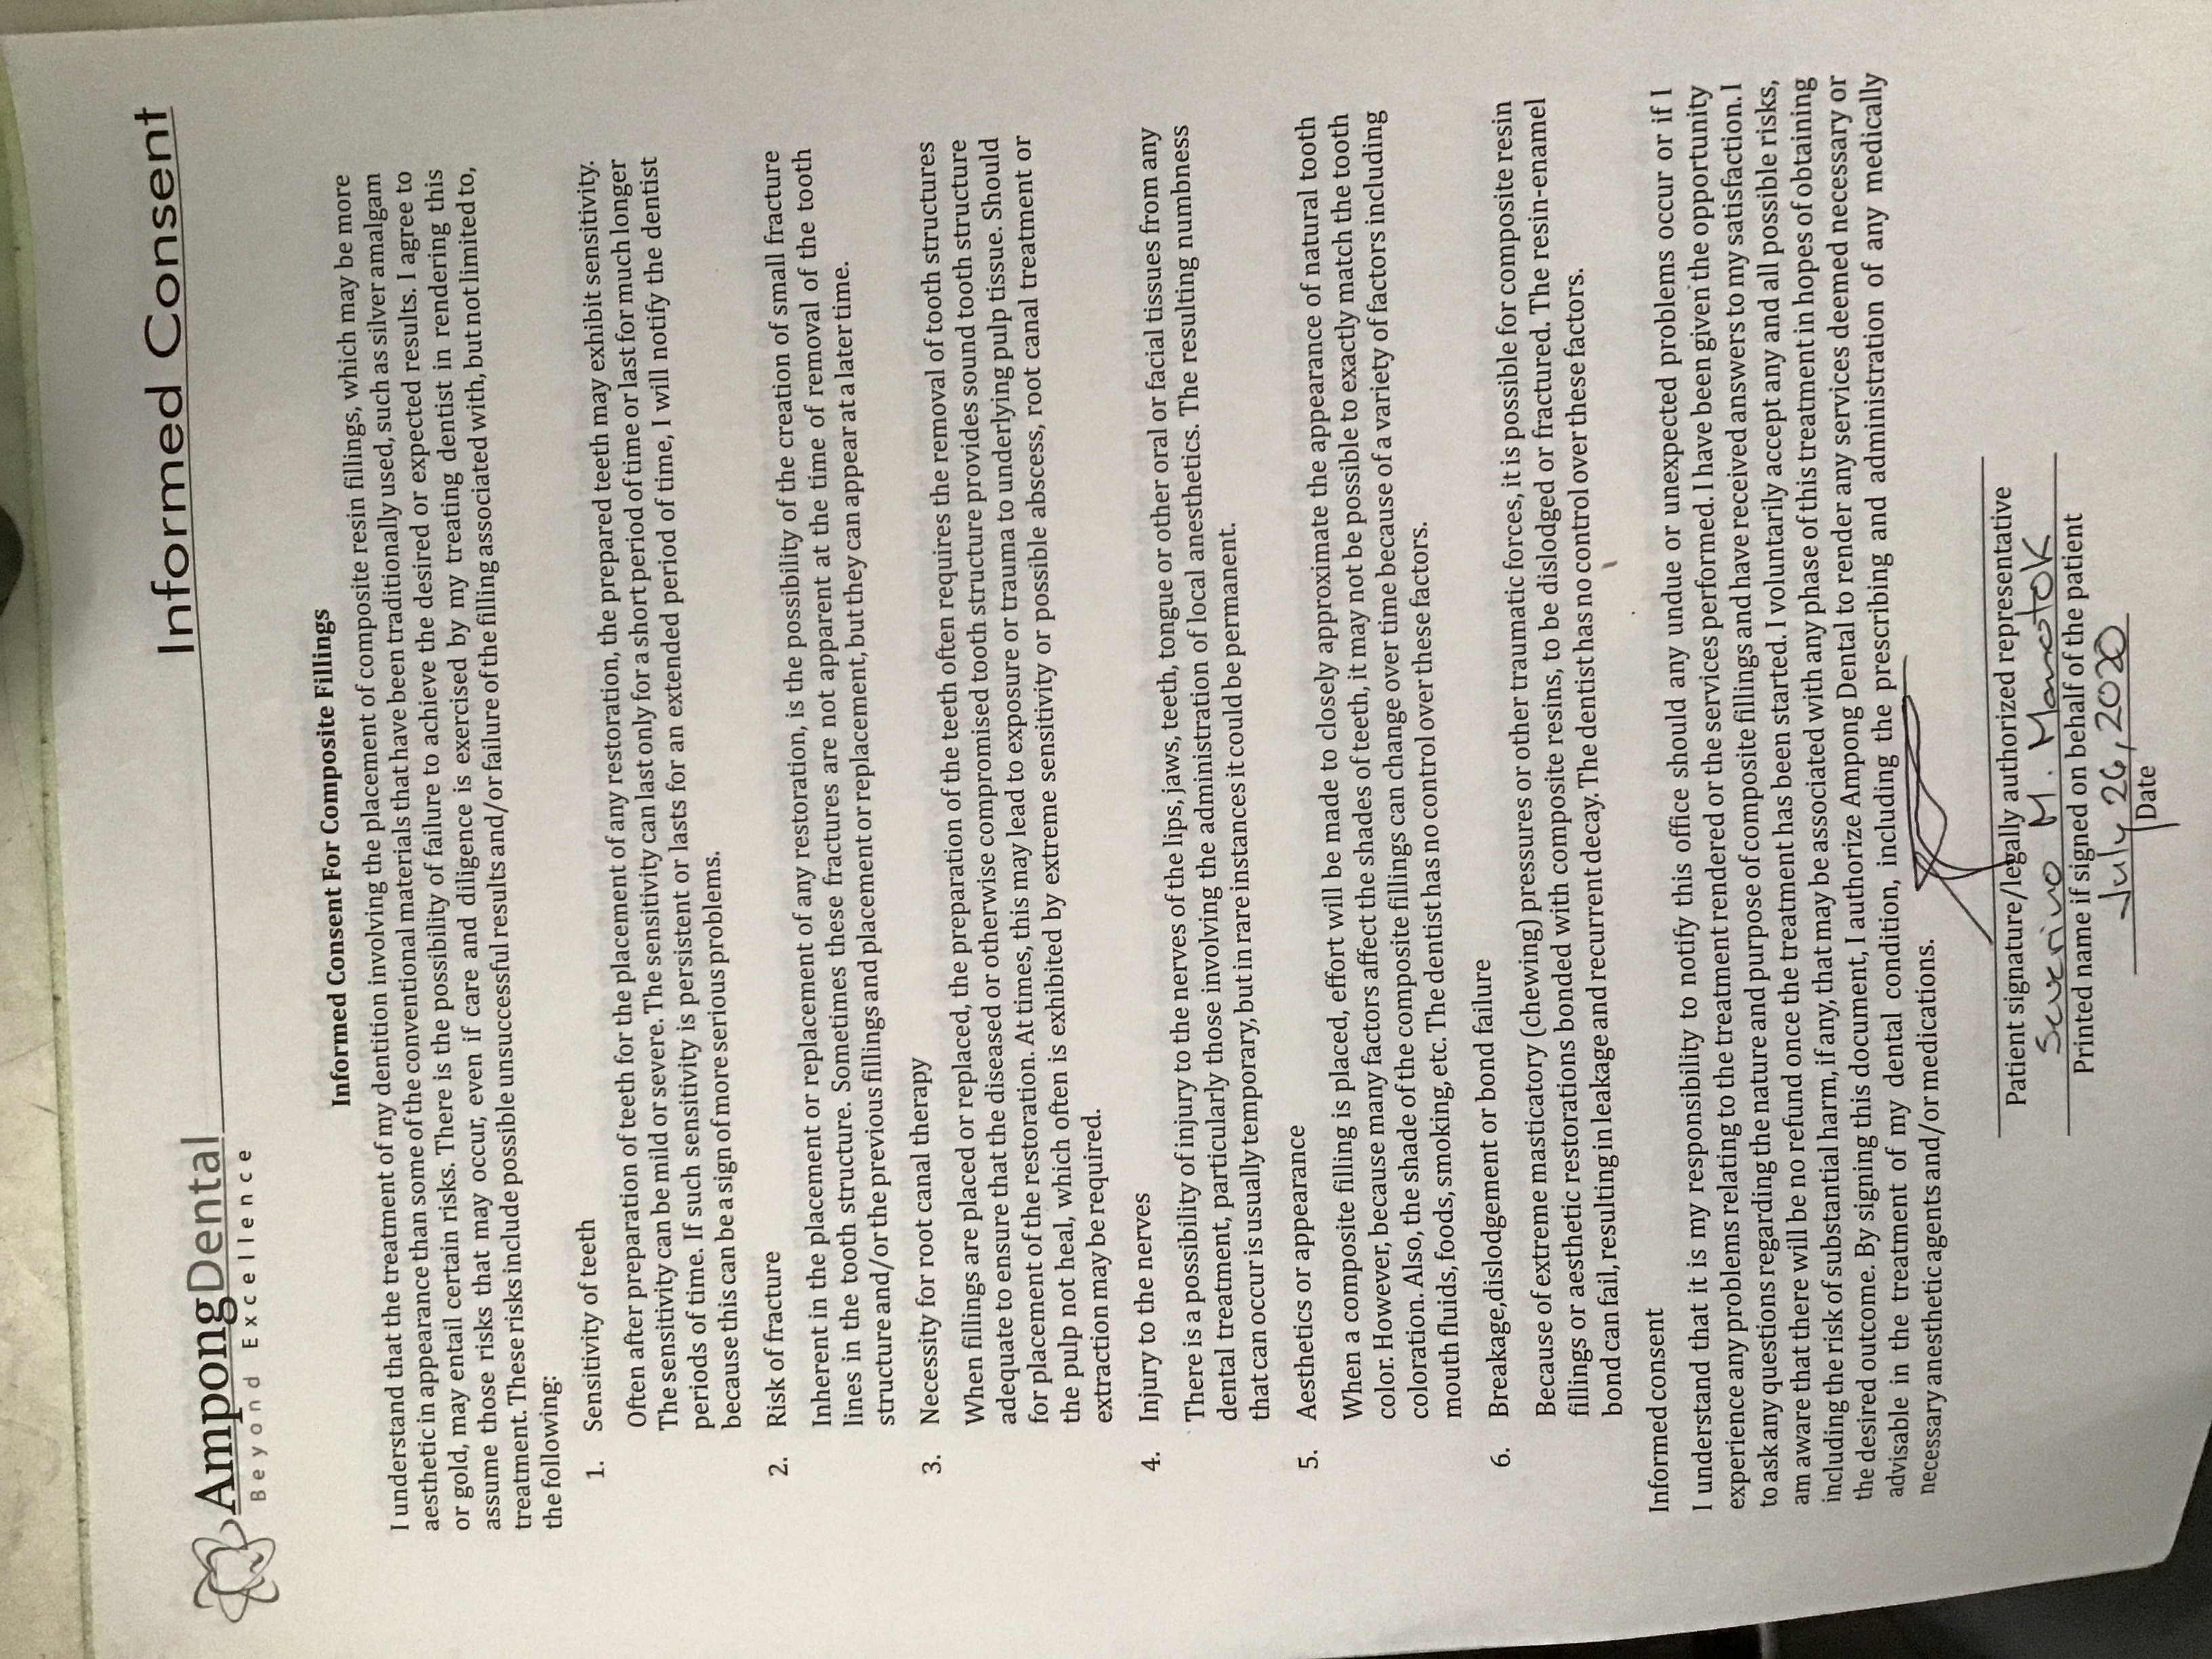 AmpongDental Informed Consent
Beyond Excellence
Informed Consent For Composite Fillings
I understand that the treatment of my dentition involving the placement of composite resin fillings, which may be more
aesthetic in appearance than some of the conventional materials that have been traditionally used, such as silver amalgam
or gold, may entail certain risks. There is the possibility of failure to achieve the desired or expected results. I agree to
assume those risks that may occur, even if care and diligence is exercised by my treating dentist in rendering this
treatment. These risks include possible unsuccessful results and/or failure of the filling associated with, but not limited to,
the following:
1. Sensitivity of teeth
Often after preparation of teeth for the placement of any restoration, the prepared teeth may exhibit sensitivity.
The sensitivity can be mild or severe. The sensitivity can last only for a short period of time or last for much longer
periods of time. If such sensitivity is persistent or lasts for an extended period of time, I will notify the dentist
because this can be a sign of more serious problems.
2. Risk of fracture
Inherent in the placement or replacement of any restoration, is the possibility of the creation of small fracture
lines in the tooth structure. Sometimes these fractures are not apparent at the time of removal of the tooth
structure and/or the previous fillings and placement or replacement, but they can appear at a later time.
3. Necessity for root canal therapy
When fillings are placed or replaced, the preparation of the teeth often requires the removal of tooth structures
adequate to ensure that the diseased or otherwise compromised tooth structure provides sound tooth structure
for placement of the restoration. At times, this may lead to exposure or trauma to underlying pulp tissue. Should
the pulp not heal, which often is exhibited by extreme sensitivity or possible abscess, root canal treatment or
extraction may be required.
4. Injury to the nerves
There is a possibility of injury to the nerves of the lips, jaws, teeth, tongue or other oral or facial tissues from any
dental treatment, particularly those involving the administration of local anesthetics. The resulting numbness
that can occur is usually temporary, but in rare instances it could be permanent.
5. Aesthetics or appearance
When a composite filling is placed, effort will be made to closely approximate the appearance of natural tooth
color. However, because many factors affect the shades of teeth, it may not be possible to exactly match the tooth
coloration. Also, the shade of the composite fillings can change over time because of a variety of factors including
mouth fluids, foods, smoking, etc. The dentist has no control over these factors.
6. Breakage, dislodgement or bond failure
Because of extreme masticatory (chewing) pressures or other traumatic forces, it is possible for composite resin
fillings or aesthetic restorations bonded with composite resins, to be dislodged or fractured. The resin-enamel
bond can fail, resulting in leakage and recurrent decay. The dentist has no control over these factors.
Informed consent
I understand that it is my responsibility to notify this office should any undue or unexpected problems occur or if I
experience any problems relating to the treatment rendered or the services performed. I have been given the opportunity
to ask any questions regarding the nature and purpose of composite fillings and have received answers to my satisfaction. I
am aware that there will be no refund once the treatment has been started. I voluntarily accept any and all possible risks,
including the risk of substantial harm, if any, that may be associated with any phase of this treatment in hopes of obtaining
the desired outcome. By signing this document, I authorize Ampong Dental to render any services deemed necessary or
advisable in the treatment of my dental condition, including the prescribing and administration of any medically
necessary anesthetic agents and/or medications.
Patient signature/legally authorized representative
Severino M. Manotok
Printed name if signed on behalf of the patient
July 26, 2020
Date